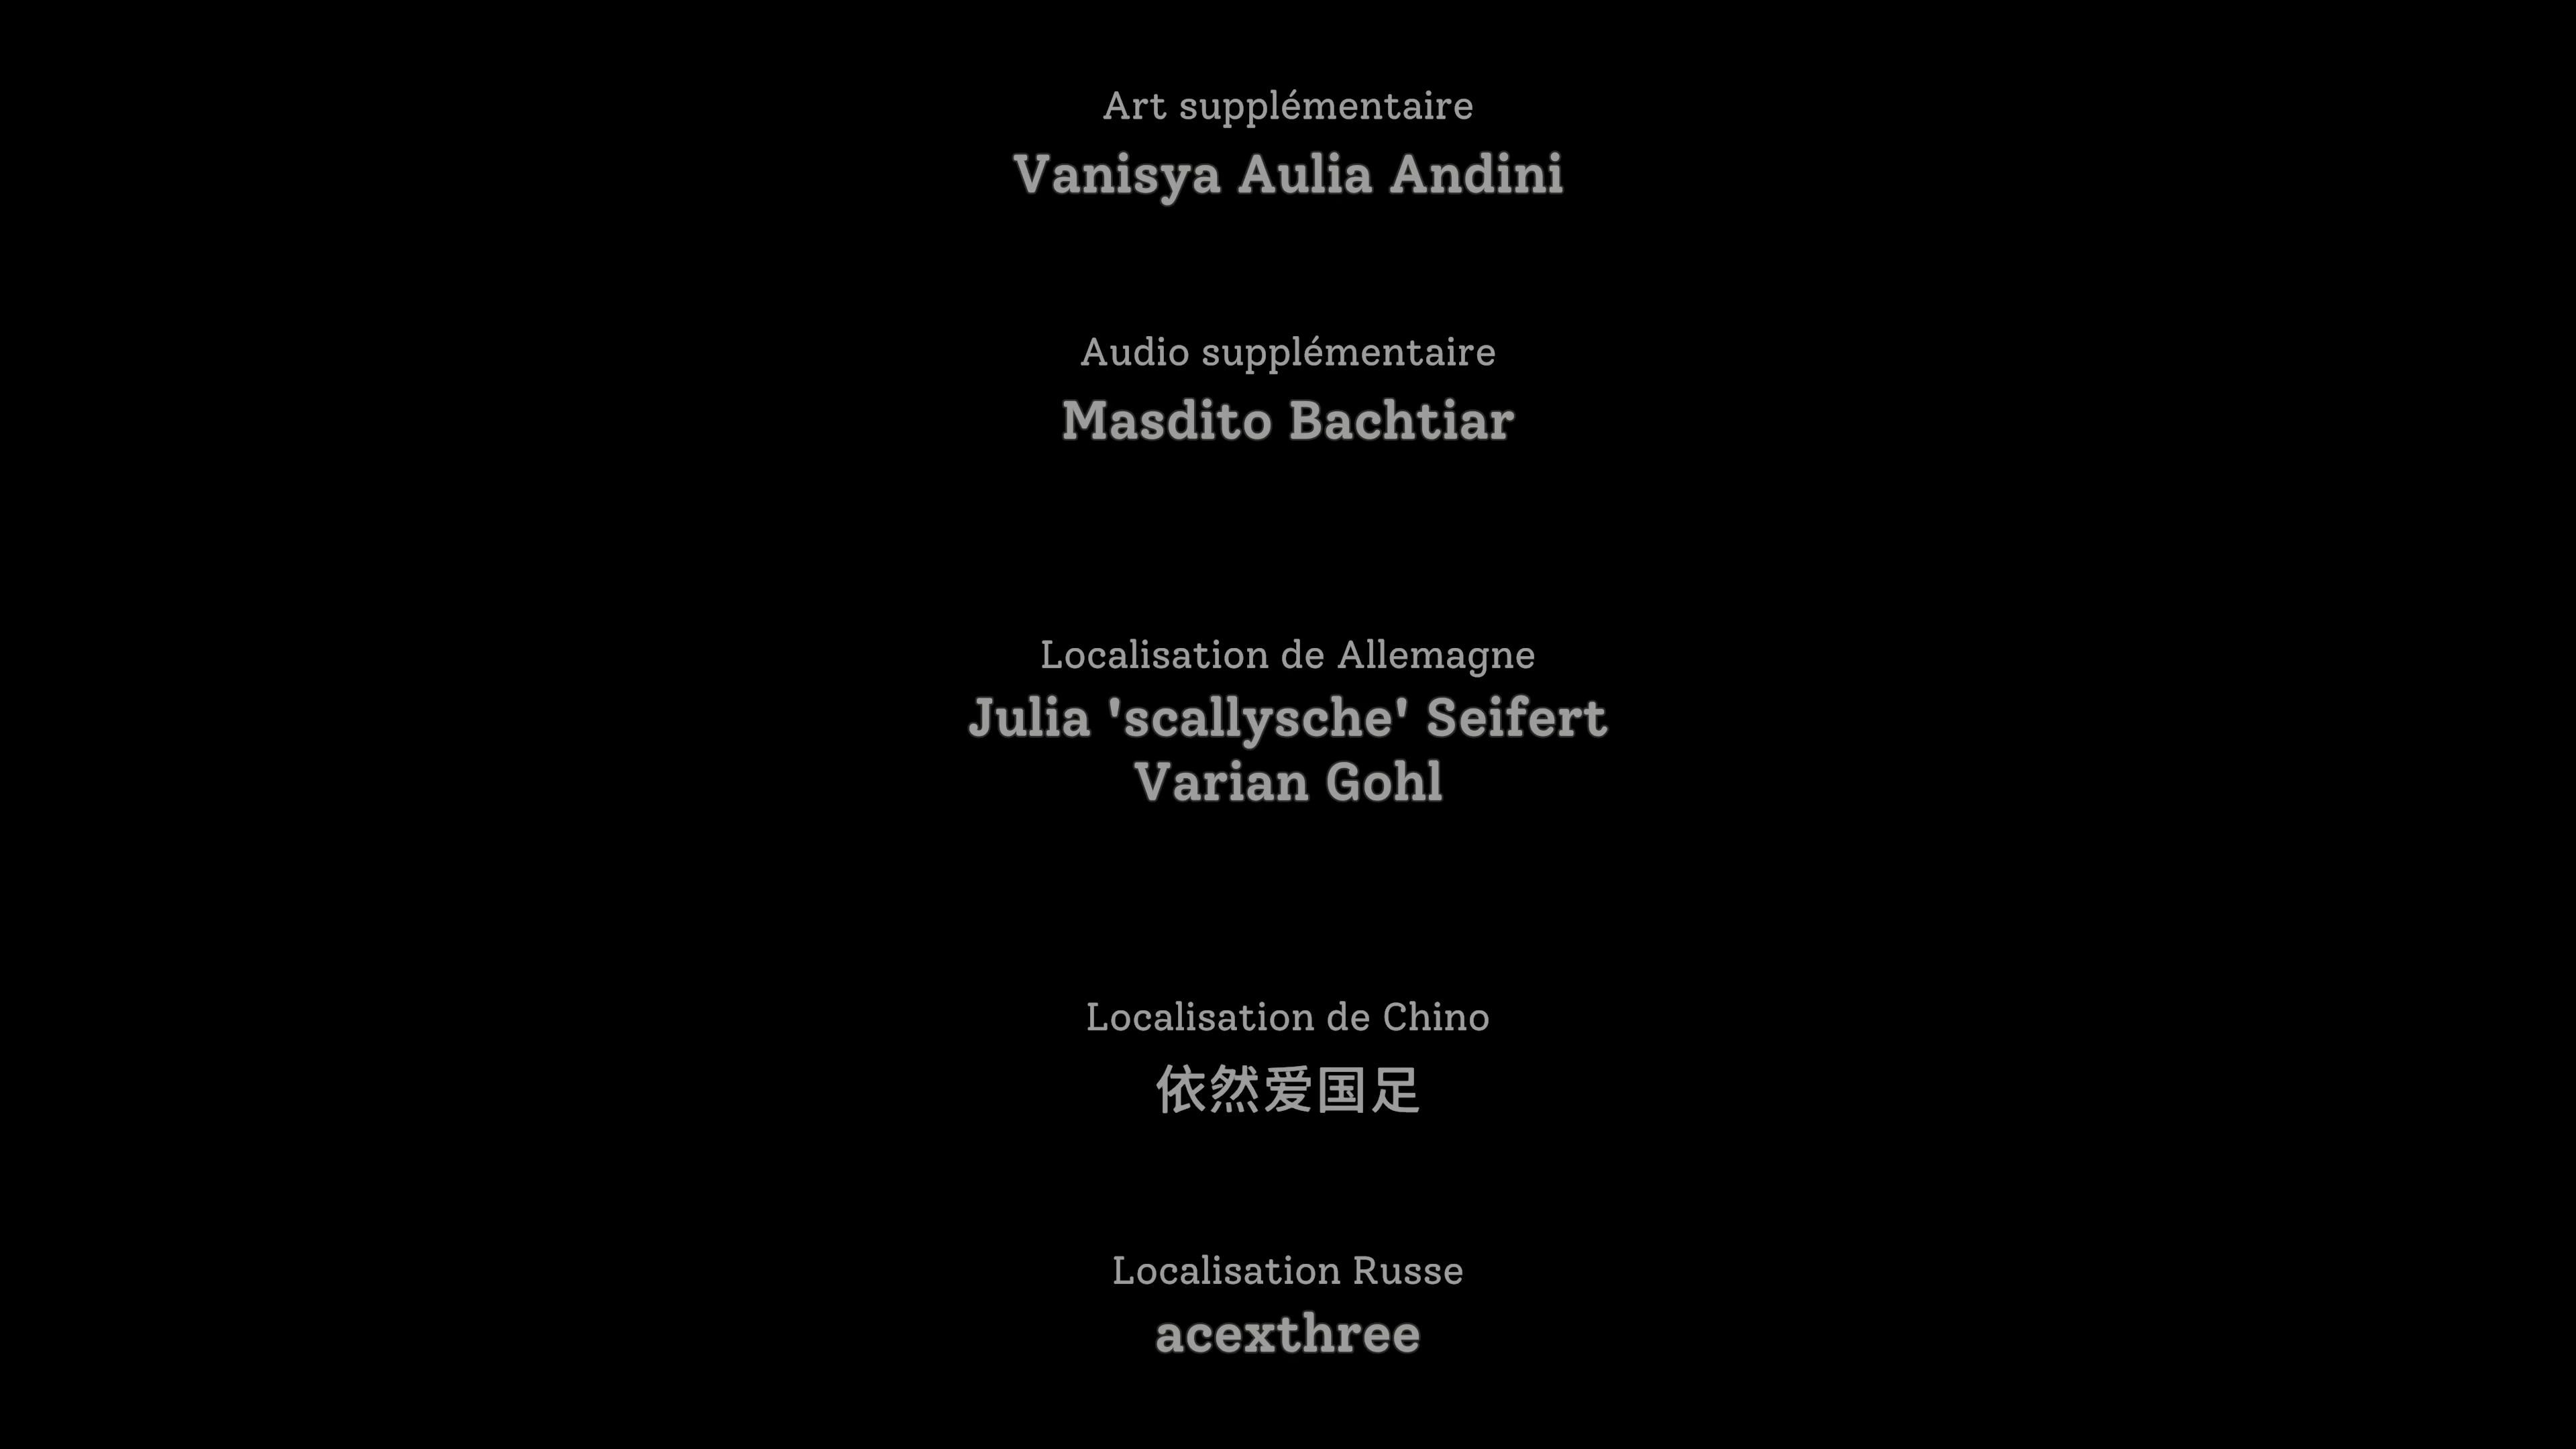 Art supplémentaire
Vanisya Aulia Andini
Audio supplémentaire
Masdito Bachtiar
Localisation de Allemagne
Julia 'scallysche' Seifert
Varian Gohl
Localisation de Chino
依然爱国足
Localisation Russe
acexthree